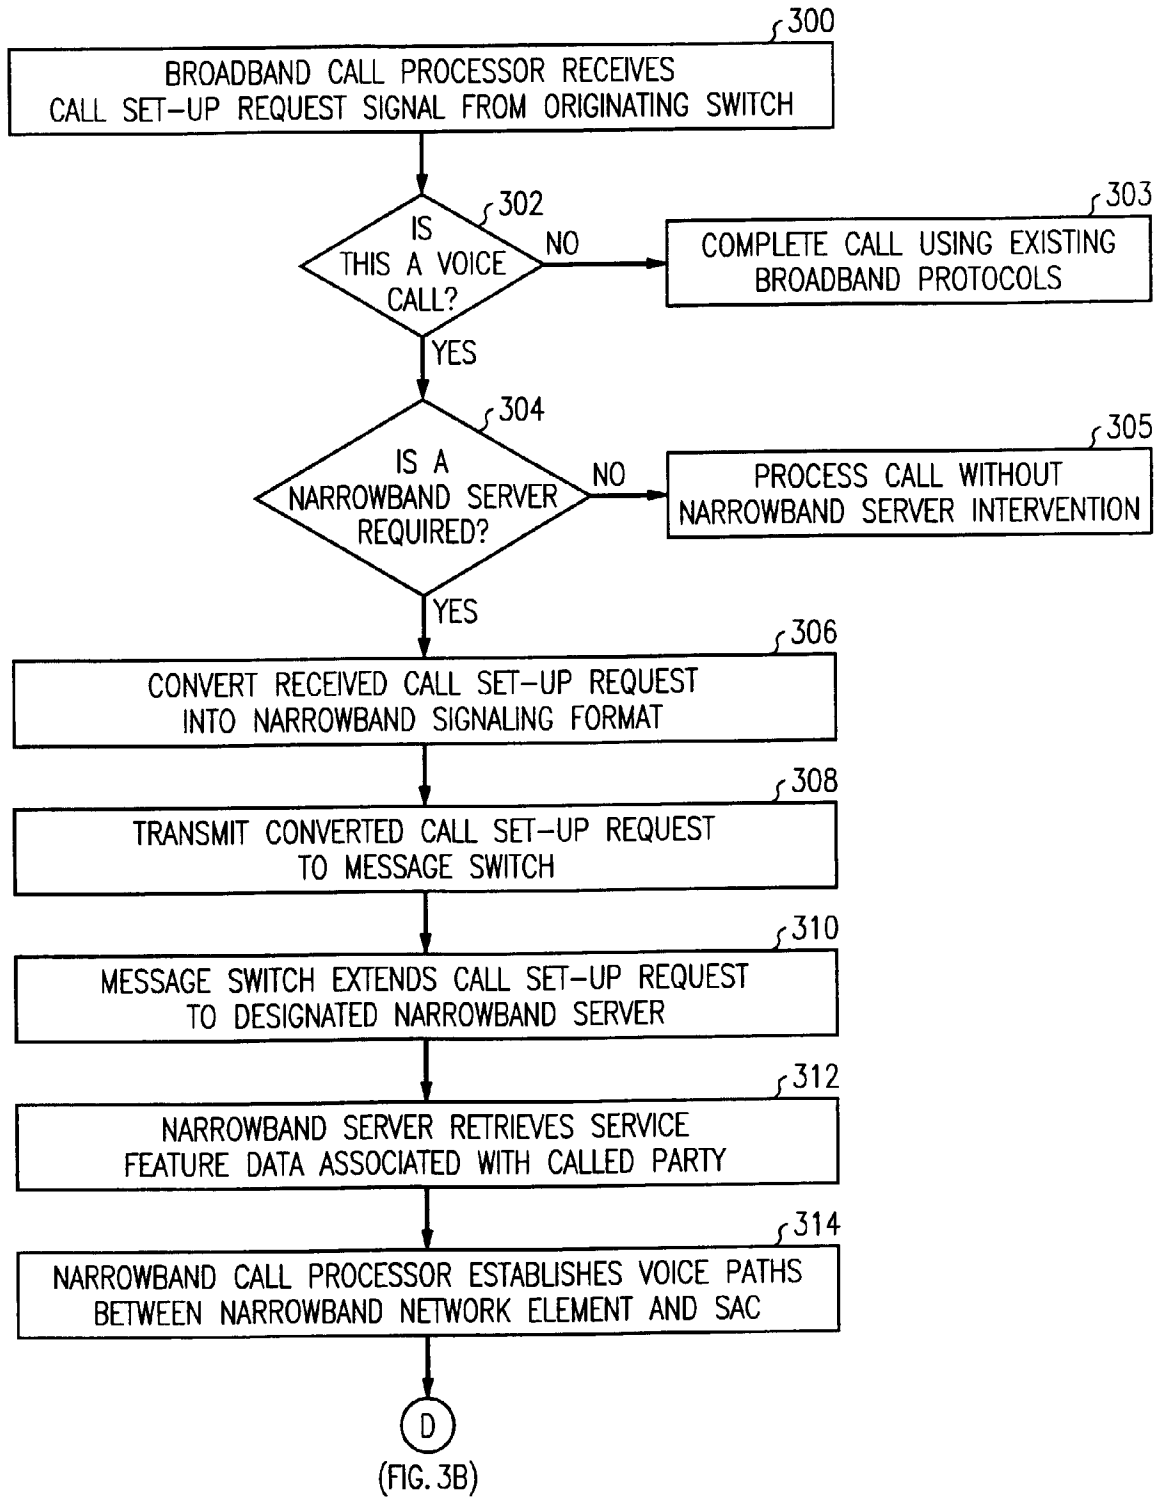 300
BROADBAND CALL PROCESSOR RECEIVES
CALL SET-UP REQUEST SIGNAL FROM ORIGINATING SWITCH
302
IS
THIS A VOICE
CALL?
NO
303
COMPLETE CALL USING EXISTING
BROADBAND PROTOCOLS
YES
304
IS A
NARROWBAND SERVER
REQUIRED?
NO
305
PROCESS CALL WITHOUT
NARROWBAND SERVER INTERVENTION
YES
306
CONVERT RECEIVED CALL SET-UP REQUEST
INTO NARROWBAND SIGNALING FORMAT
308
TRANSMIT CONVERTED CALL SET-UP REQUEST
TO MESSAGE SWITCH
310
MESSAGE SWITCH EXTENDS CALL SET-UP REQUEST
TO DESIGNATED NARROWBAND SERVER
312
NARROWBAND SERVER RETRIEVES SERVICE
FEATURE DATA ASSOCIATED WITH CALLED PARTY
314
NARROWBAND CALL PROCESSOR ESTABLISHES VOICE PATHS
BETWEEN NARROWBAND NETWORK ELEMENT AND SAC
D
(FIG. 3B)